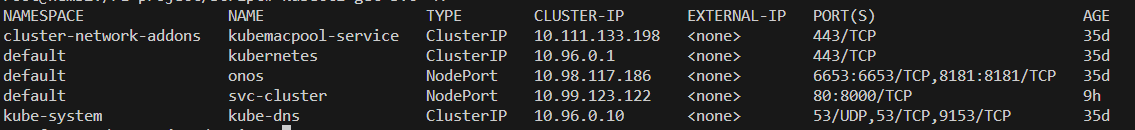 NAMESPACE NAME TYPE CLUSTER-IP EXTERNAL-IP PORT(S) AGE
cluster-network-addons kubemacpool-service ClusterIP 10.111.133.198 <none> 443/TCP 35d
default kubernetes ClusterIP 10.96.0.1 <none> 443/TCP 35d
default onos NodePort 10.98.117.186 <none> 6653:6653/TCP,8181:8181/TCP 35d
default svc-cluster NodePort 10.99.123.122 <none> 80:8000/TCP 9h
kube-system kube-dns ClusterIP 10.96.0.10 <none> 53/UDP,53/TCP,9153/TCP 35d